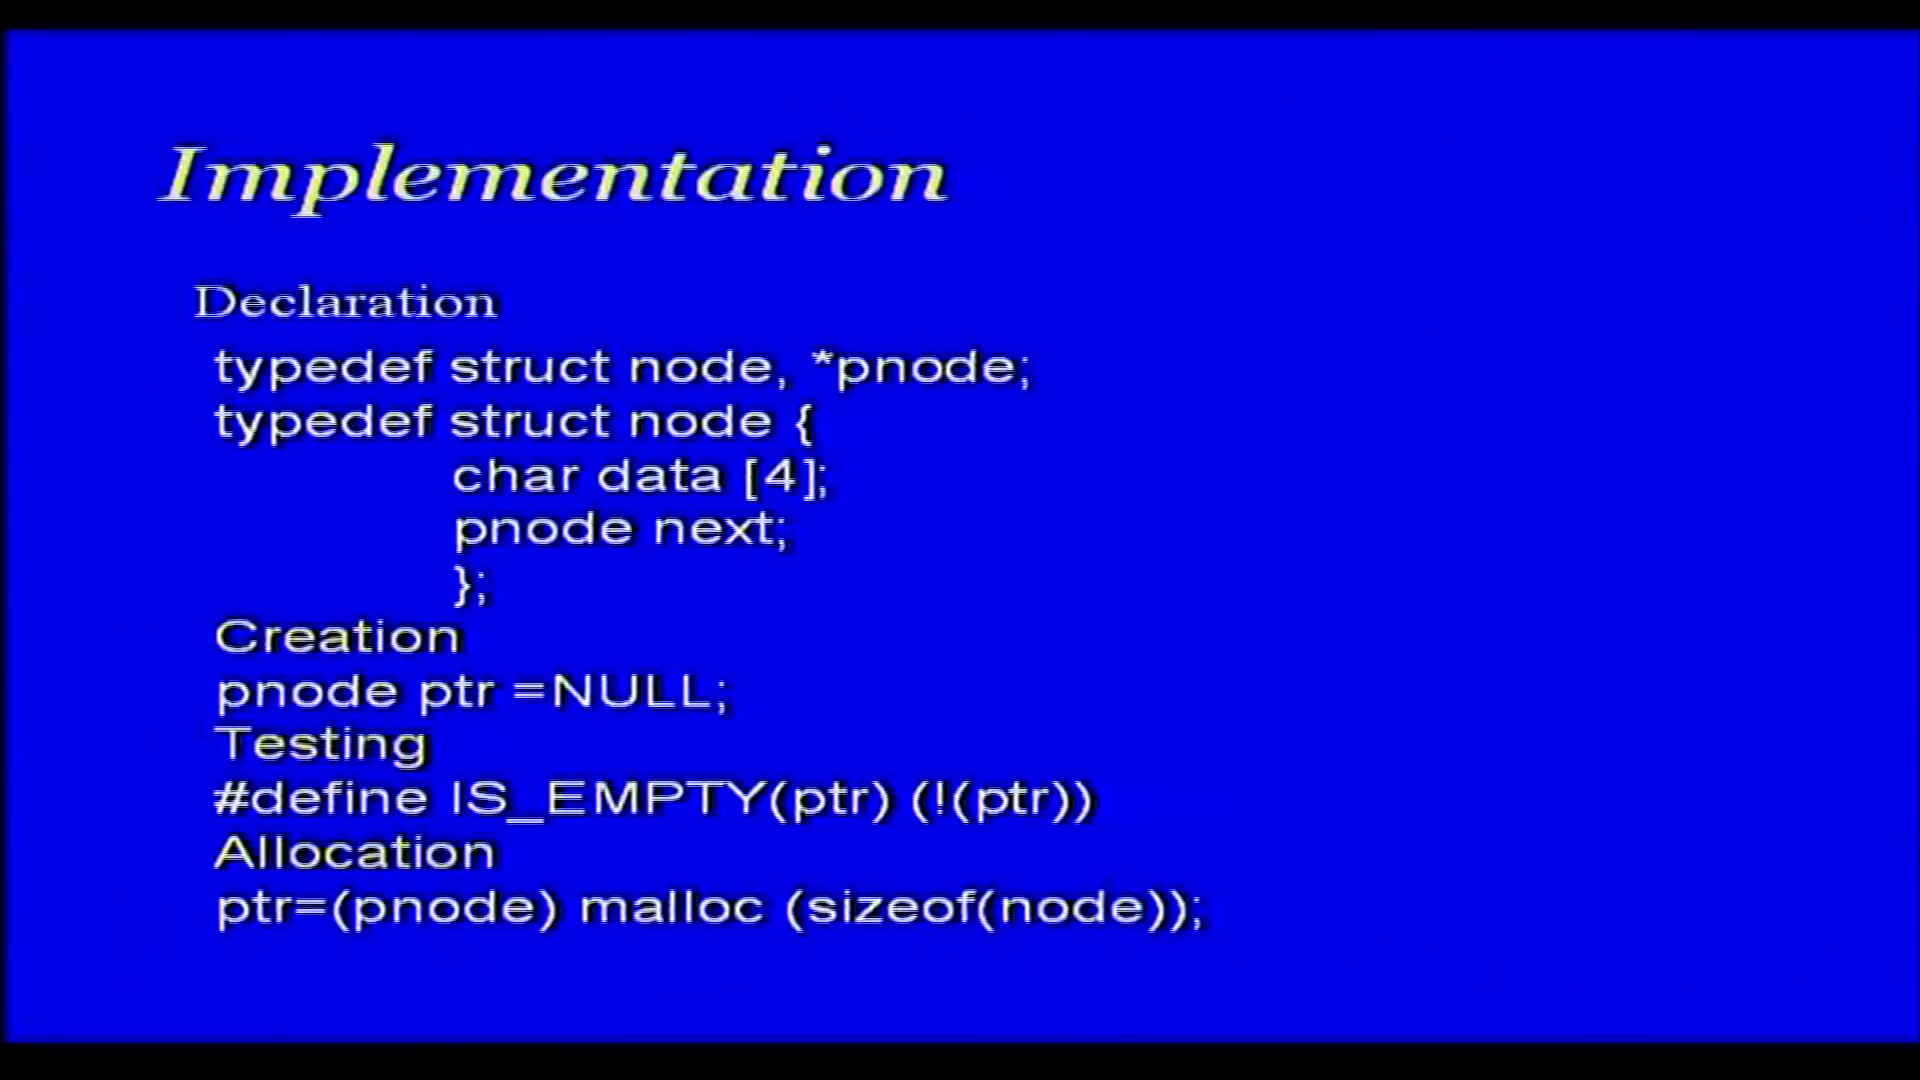 Implementation
Declaration
typedef struct node, *pnode;
typedef struct node {
char data [4];
pnode next;
};
Creation
pnode ptr =NULL;
Testing
#define IS_EMPTY(ptr) (!(ptr))
Allocation
ptr=(pnode) malloc (sizeof(node));